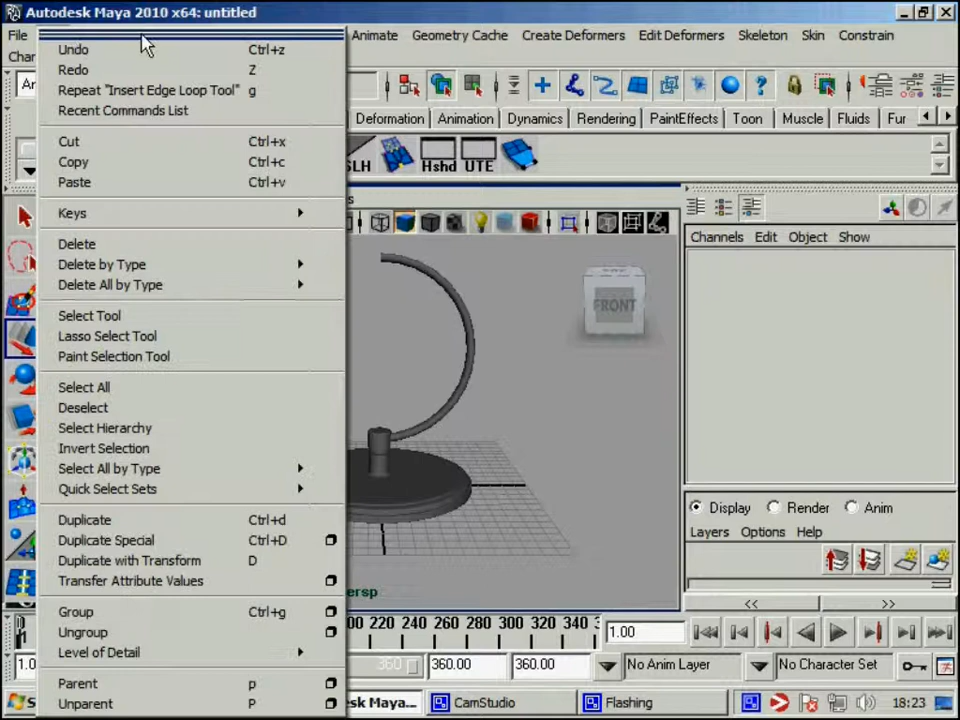 Autodesk Maya 2010 x64: untitled
File
Animate Geometry Cache Create Deformers Edit Deformers Skeleton Skin Constrain
Undo Ctrl+z
Redo Z
Repeat "Insert Edge Loop Tool" g
Recent Commands List
Cut Ctrl+x
Copy Ctrl+c
Paste Ctrl+v
Keys
Delete
Delete by Type
Delete All by Type
Select Tool
Lasso Select Tool
Paint Selection Tool
Select All
Deselect
Select Hierarchy
Invert Selection
Select All by Type
Quick Select Sets
Duplicate Ctrl+d
Duplicate Special Ctrl+D
Duplicate with Transform D
Transfer Attribute Values
Group Ctrl+g
Ungroup
Level of Detail
Parent p
Unparent P
Deformation Animation Dynamics Rendering PaintEffects Toon Muscle Fluids Fur
SLH Hshd UTE
Channels Edit Object Show
FRONT
Display Render Anim
Layers Options Help
<< >>
220 240 260 280 300 320 340
1.00
360 360.00 360.00 No Anim Layer No Character Set
CamStudio Flashing 18:23